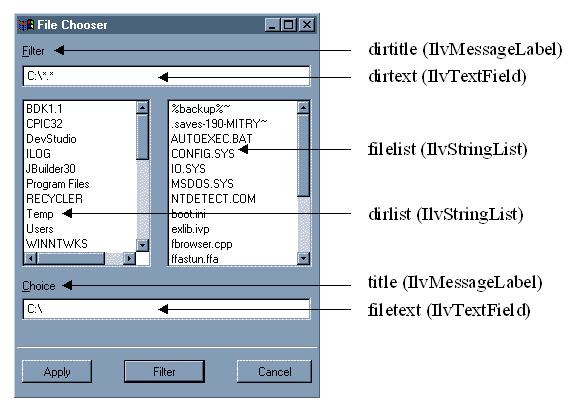 File Chooser
Filter
dirtitle (IlvMessageLabel)
C:\*.*
dirtext (IlvTextField)
BDK1.1
CPIC32
DevStudio
ILOG
JBuilder30
Program Files
RECYCLER
Temp
Users
WINNTWKS
%backup%~
.saves-190-MITRY~
AUTOEXEC.BAT
CONFIG.SYS
IO.SYS
MSDOS.SYS
NTDETECT.COM
boot.ini
exlib.ivp
fbrowser.cpp
ffastun.ffa
filelist (IlvStringList)
dirlist (IlvStringList)
Choice
title (IlvMessageLabel)
C:\
filetext (IlvTextField)
Apply
Filter
Cancel